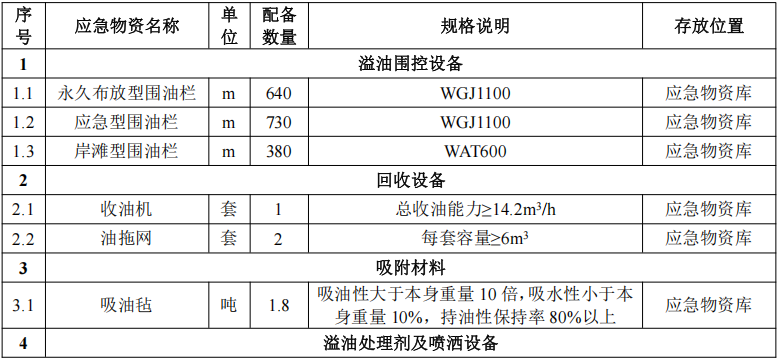 序号 应急物资名称 单位 配备数量 规格说明 存放位置
1 溢油围控设备
1.1 永久布放型围油栏 m 640 WGJ1100 应急物资库
1.2 应急型围油栏 m 730 WGJ1100 应急物资库
1.3 岸滩型围油栏 m 380 WAT600 应急物资库
2 回收设备
2.1 收油机 套 1 总收油能力≥14.2m³/h 应急物资库
2.2 油拖网 套 2 每套容量≥6m³ 应急物资库
3 吸附材料
3.1 吸油毡 吨 1.8 吸油性大于本身重量 10 倍，吸水性小于本身重量 10%，持油性保持率 80%以上 应急物资库
4 溢油处理剂及喷洒设备